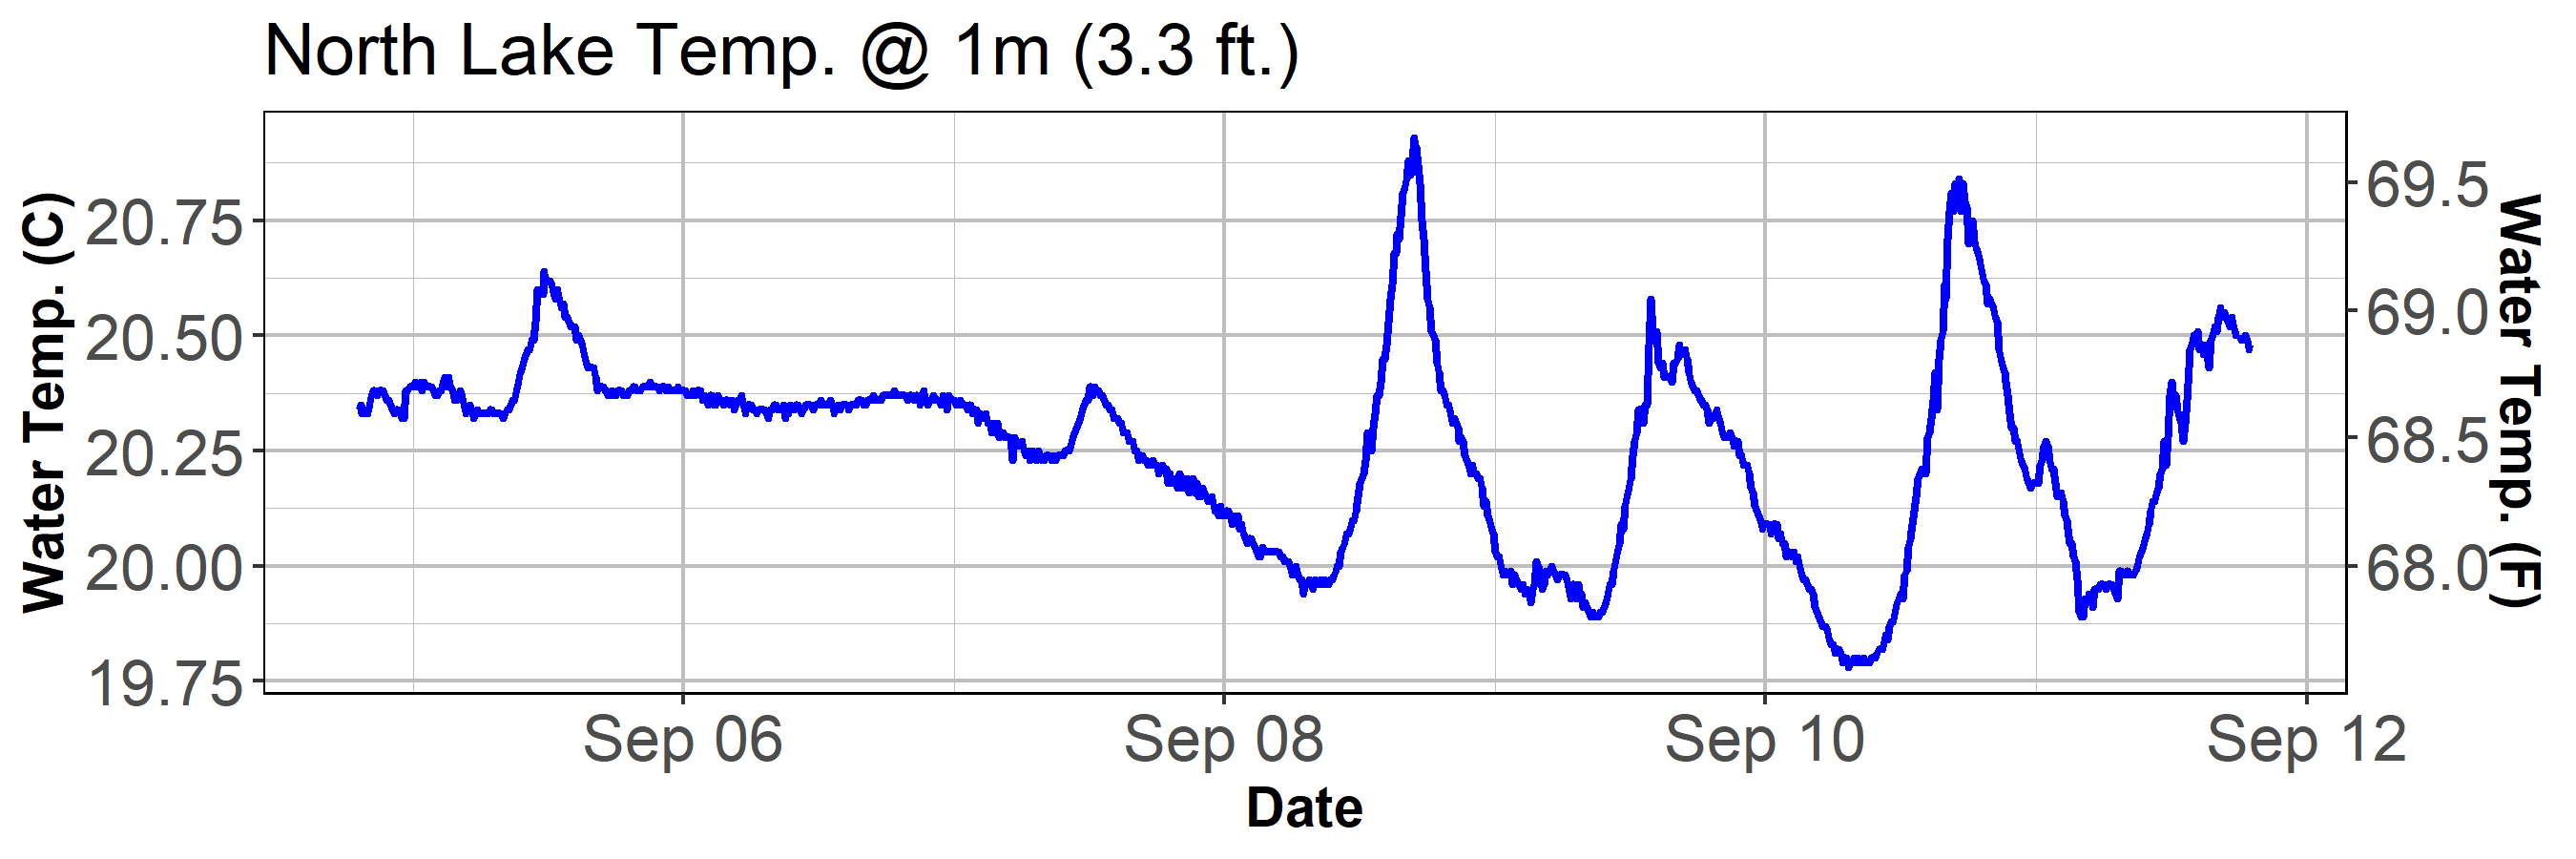 North Lake Temp. @ 1m (3.3 ft.)
Water Temp. (C)
20.75
20.50
20.25
20.00
19.75
69.5
69.0
68.5
68.0
Water Temp. (F)
Sep 06
Sep 08
Sep 10
Sep 12
Date